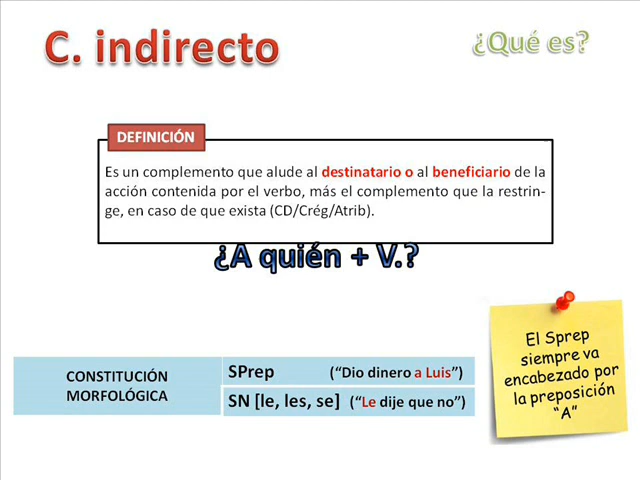 C. indirecto
¿Qué es?
DEFINICIÓN
Es un complemento que alude al destinatario o al beneficiario de la
acción contenida por el verbo, más el complemento que la restrin-
ge, en caso de que exista (CD/Crég/Atrib).
¿A quién + V.?
El Sprep
siempre va
encabezado por
la preposición
“A”
CONSTITUCIÓN
MORFOLÓGICA
SPrep (“Dio dinero a Luis”)
SN [le, les, se] (“Le dije que no”)